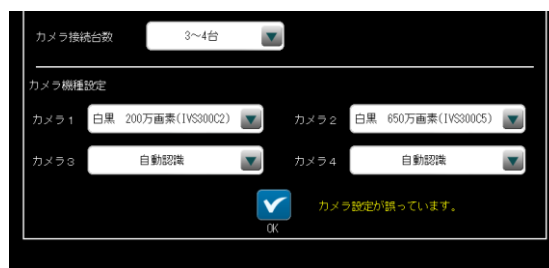 カメラ接続台数 3～4台
カメラ機種設定
カメラ1 白黒 200万画素(IVS300C2) カメラ2 白黒 650万画素(IVS300C5)
カメラ3 自動認識 カメラ4 自動認識
カメラ設定が誤っています。
OK